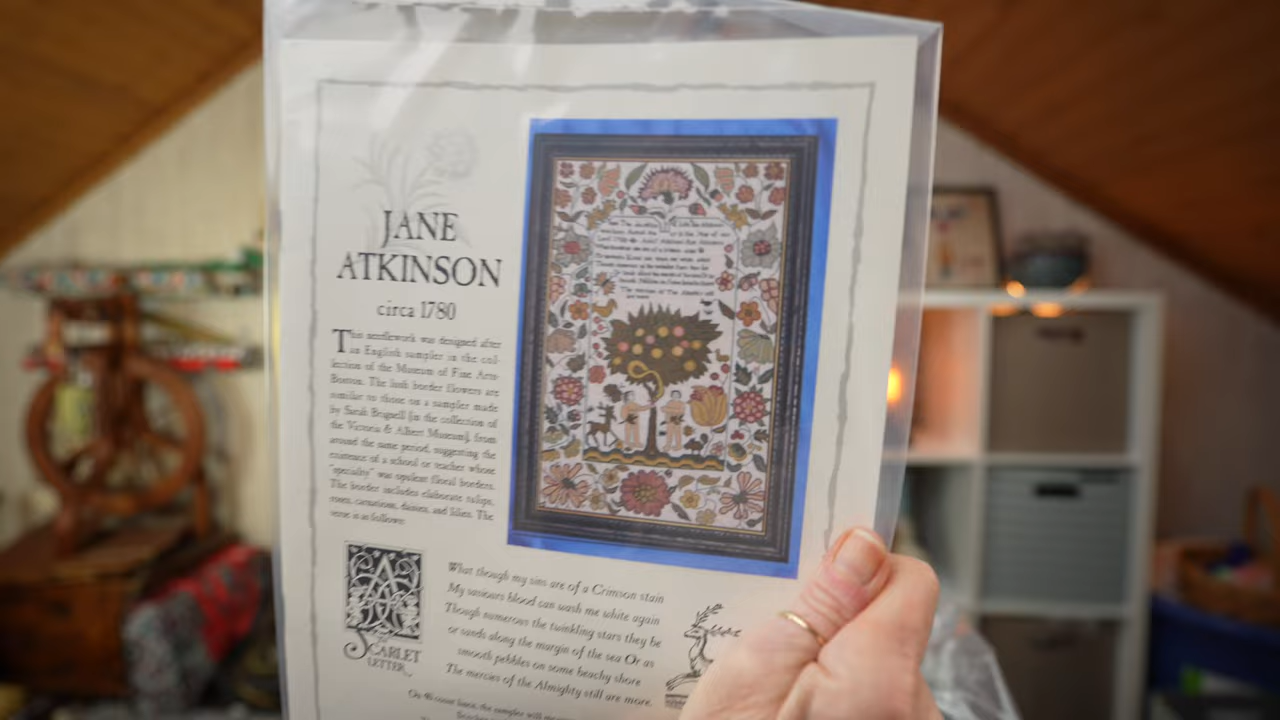 JANE
ATKINSON
circa 1780
This needlework was designed after
an English sampler in the col-
lection of the Museum of Fine Arts-
Boston. The lush border flowers are
similar to those on a sampler made
by Sarah Bignell [in the collection of
the Victoria & Albert Museum], from
around the same period, suggesting the
existence of a school or teacher whose
"specialty" was opulent floral borders.
The border includes elaborate tulips,
roses, carnations, daisies, and lilies. The
verse is as follows:
What though my sins are of a Crimson stain
My saviours blood can wash me white again
Though numerous the twinkling stars they be
or sands along the margin of the sea Or as
smooth pebbles on some beachy shore
The mercies of the Almighty still are more.
SCARLET
LETTER
linen, the sampler will